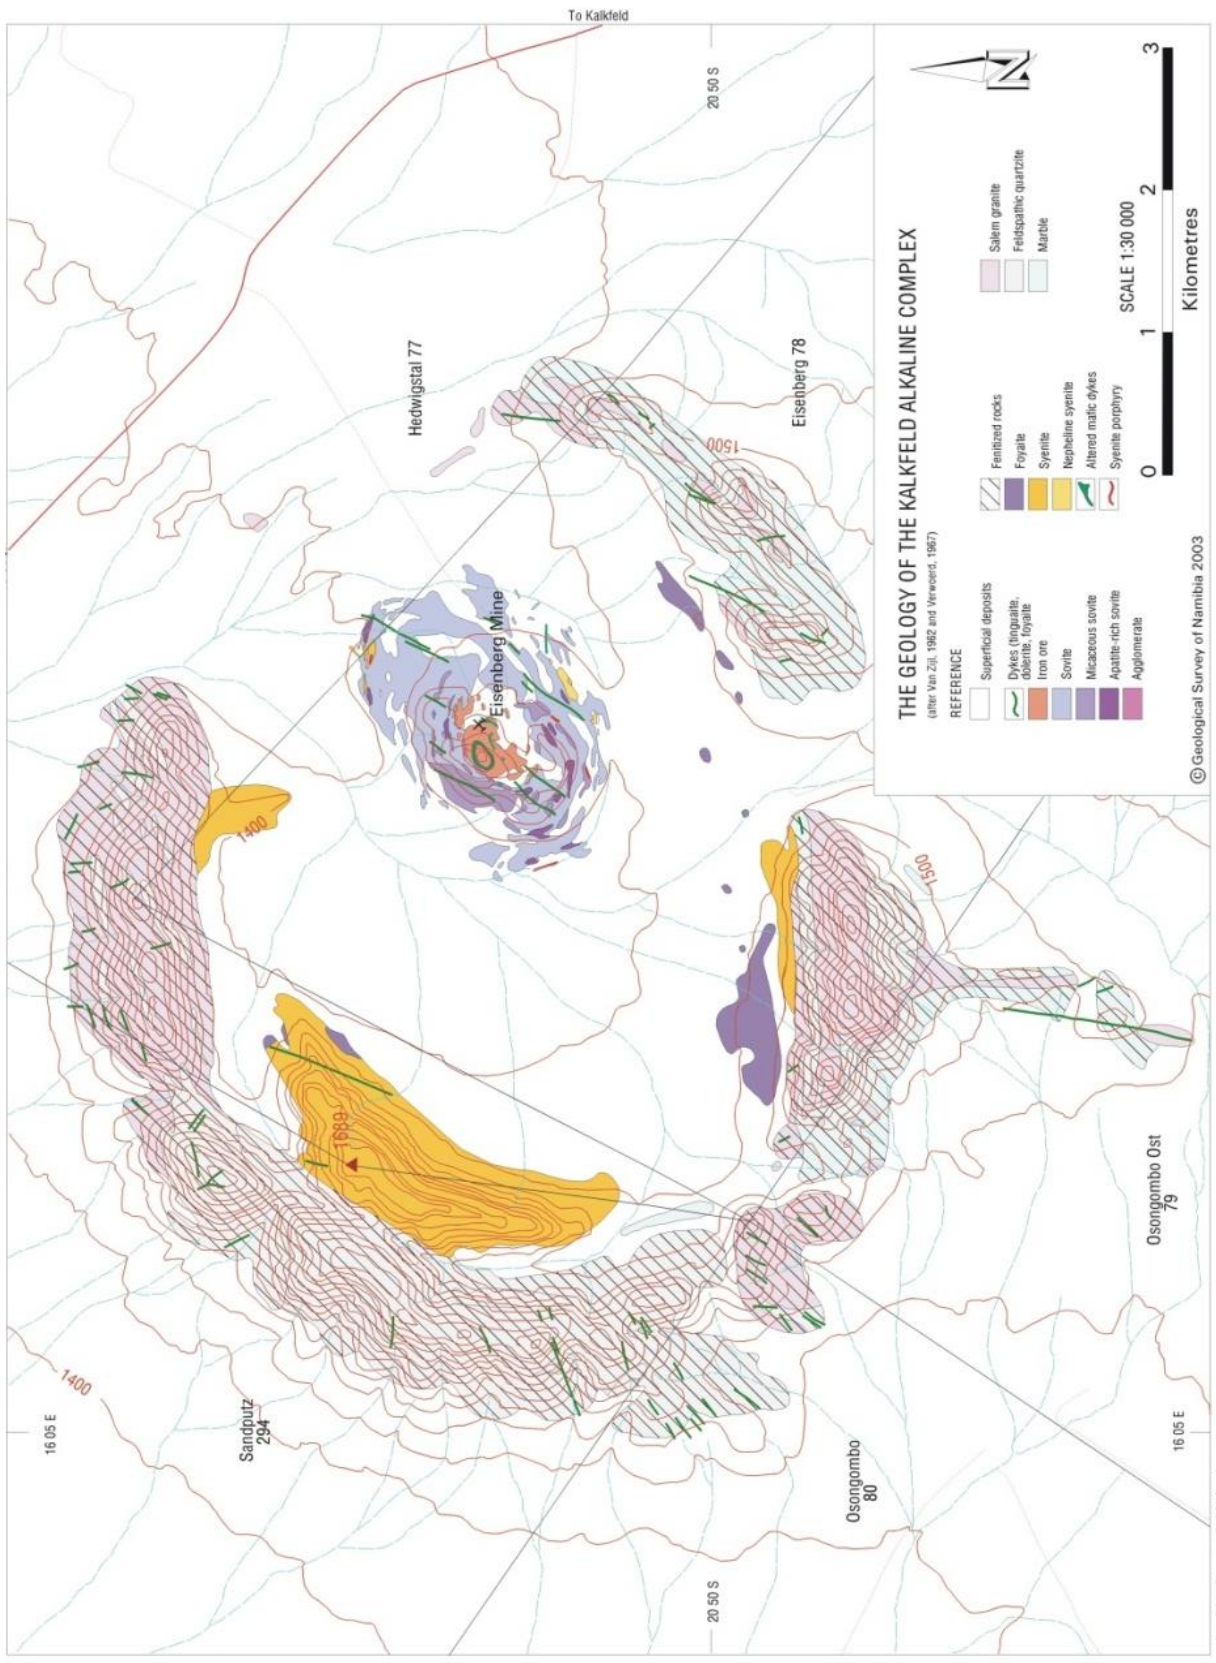 To Kalkfeld
20 50 S
Hedwigstal 77
Eisenberg 78
1500
Eisenberg Mine
1400
1689
1500
1400
16 05 E
Sandputz
294
Osongombo
80
Osongombo Ost
79
16 05 E
20 50 S
THE GEOLOGY OF THE KALKFELD ALKALINE COMPLEX
(after Van Zijl, 1962 and Verwoerd, 1967)
REFERENCE
Superficial deposits
Dykes (tinguaite,
dolerite, foyaite
Iron ore
Sovite
Micaceous sovite
Apatite-rich sovite
Agglomerate
Fenitized rocks
Foyaite
Syenite
Nepheline syenite
Altered mafic dykes
Syenite porphyry
Salem granite
Feldspathic quartzite
Marble
N
SCALE 1:30 000
0 1 2 3
Kilometres
© Geological Survey of Namibia 2003